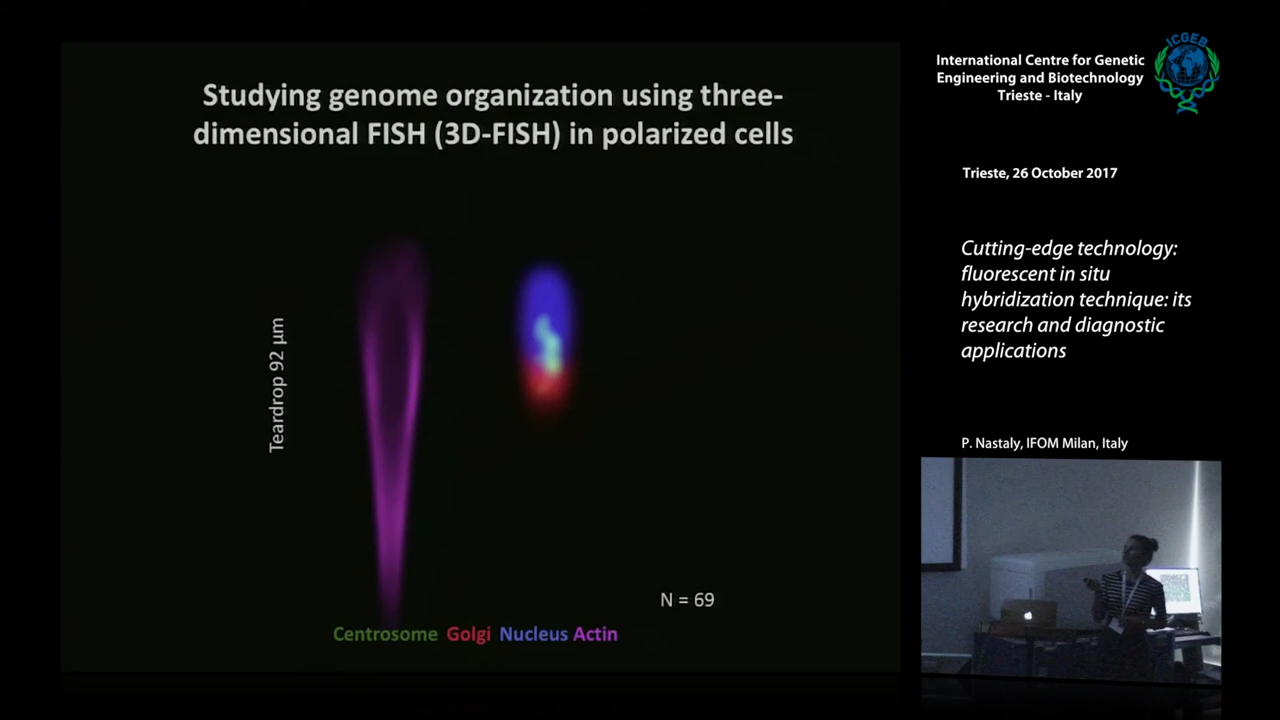 Studying genome organization using three-
dimensional FISH (3D-FISH) in polarized cells
Teardrop 92 µm
N = 69
Centrosome Golgi Nucleus Actin
International Centre for Genetic
Engineering and Biotechnology
Trieste - Italy
ICGEB
Trieste, 26 October 2017
Cutting-edge technology:
fluorescent in situ
hybridization technique: its
research and diagnostic
applications
P. Nastaly, IFOM Milan, Italy